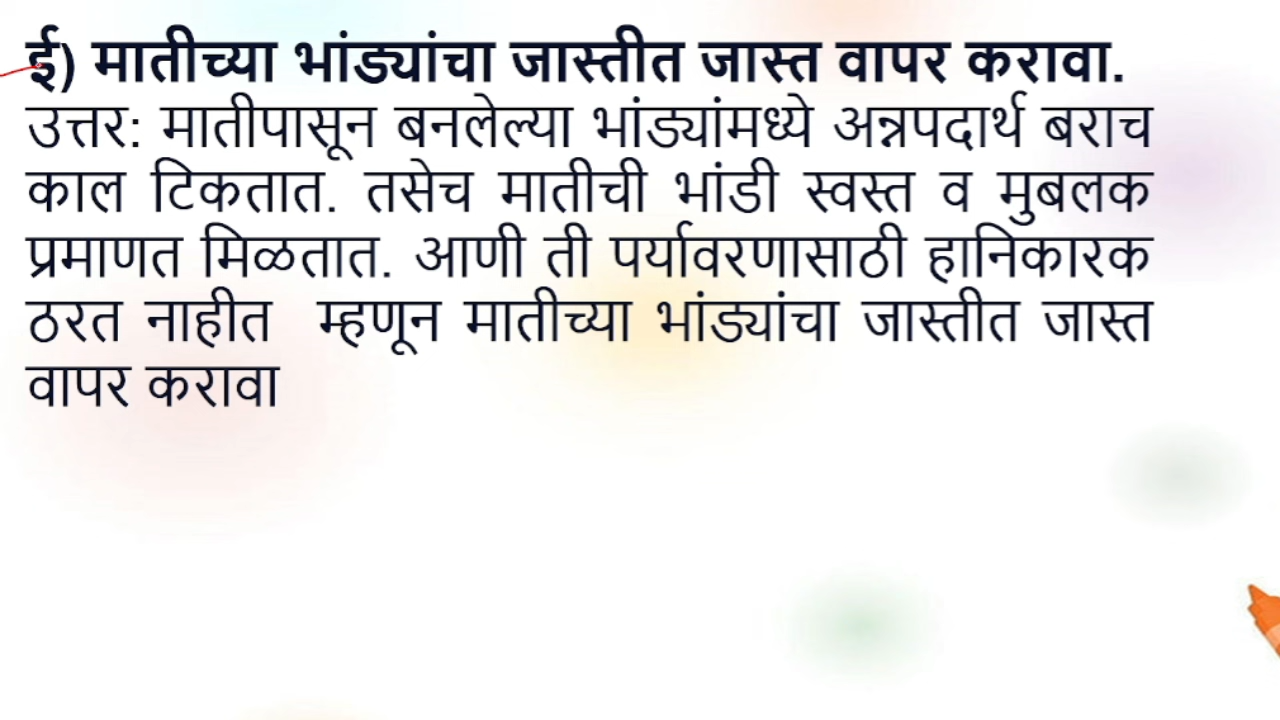 ई) मातीच्या भांड्यांचा जास्तीत जास्त वापर करावा.
उत्तर: मातीपासून बनलेल्या भांड्यांमध्ये अन्नपदार्थ बराच
काल टिकतात. तसेच मातीची भांडी स्वस्त व मुबलक
प्रमाणत मिळतात. आणी ती पर्यावरणासाठी हानिकारक
ठरत नाहीत म्हणून मातीच्या भांड्यांचा जास्तीत जास्त
वापर करावा